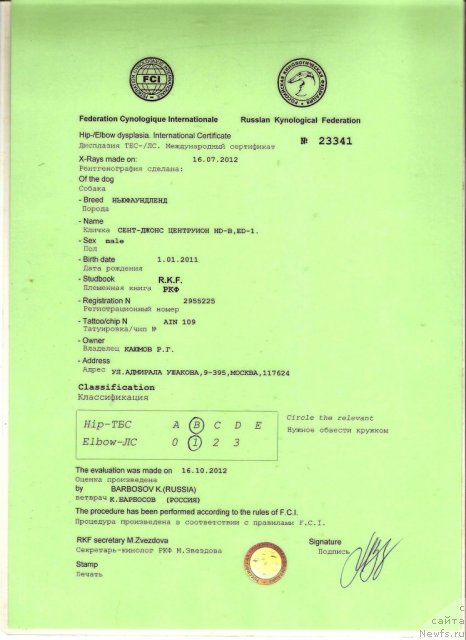 FCI
Federation Cynologique Internationale
Russian Kynological Federation
Hip-/Elbow dysplasia. International Certificate
Дисплазия ТБС-/ЛС. Международный сертификат
№ 23341
X-Rays made on: 16.07.2012
Рентгенография сделана:
Of the dog
Собака
- Breed НЬЮФАУНДЛЕНД
Порода
- Name
Кличка СЕНТ-ДЖОНС ЦЕНТРУИОН HD-B,ED-1.
- Sex male
Пол
- Birth date 1.01.2011
Дата рождения
- Studbook R.K.F.
Племенная книга РКФ
- Registration N 2955225
Регистрационный номер
- Tattoo/chip N AIN 109
Татуировка/чип №
- Owner
Владелец КАЮМОВ Р.Г.
- Address
Адрес УЛ.АДМИРАЛА УШАКОВА,9-395,МОСКВА,117624
Classification
Классификация
Hip-ТБС A B C D E
Elbow-ЛС 0 1 2 3
Circle the relevant
Нужное обвести кружком
The evaluation was made on 16.10.2012
Оценка произведена
by BARBOSOV K.(RUSSIA)
ветврач К.БАРБОСОВ (РОССИЯ)
The procedure has been performed according to the rules of F.C.I.
Процедура произведена в соответствии с правилами F.C.I.
RKF secretary M.Zvezdova
Секретарь-кинолог РКФ М.Звездова
Signature
Подпись
Stamp
Печать
с
сайта
Newfs.ru